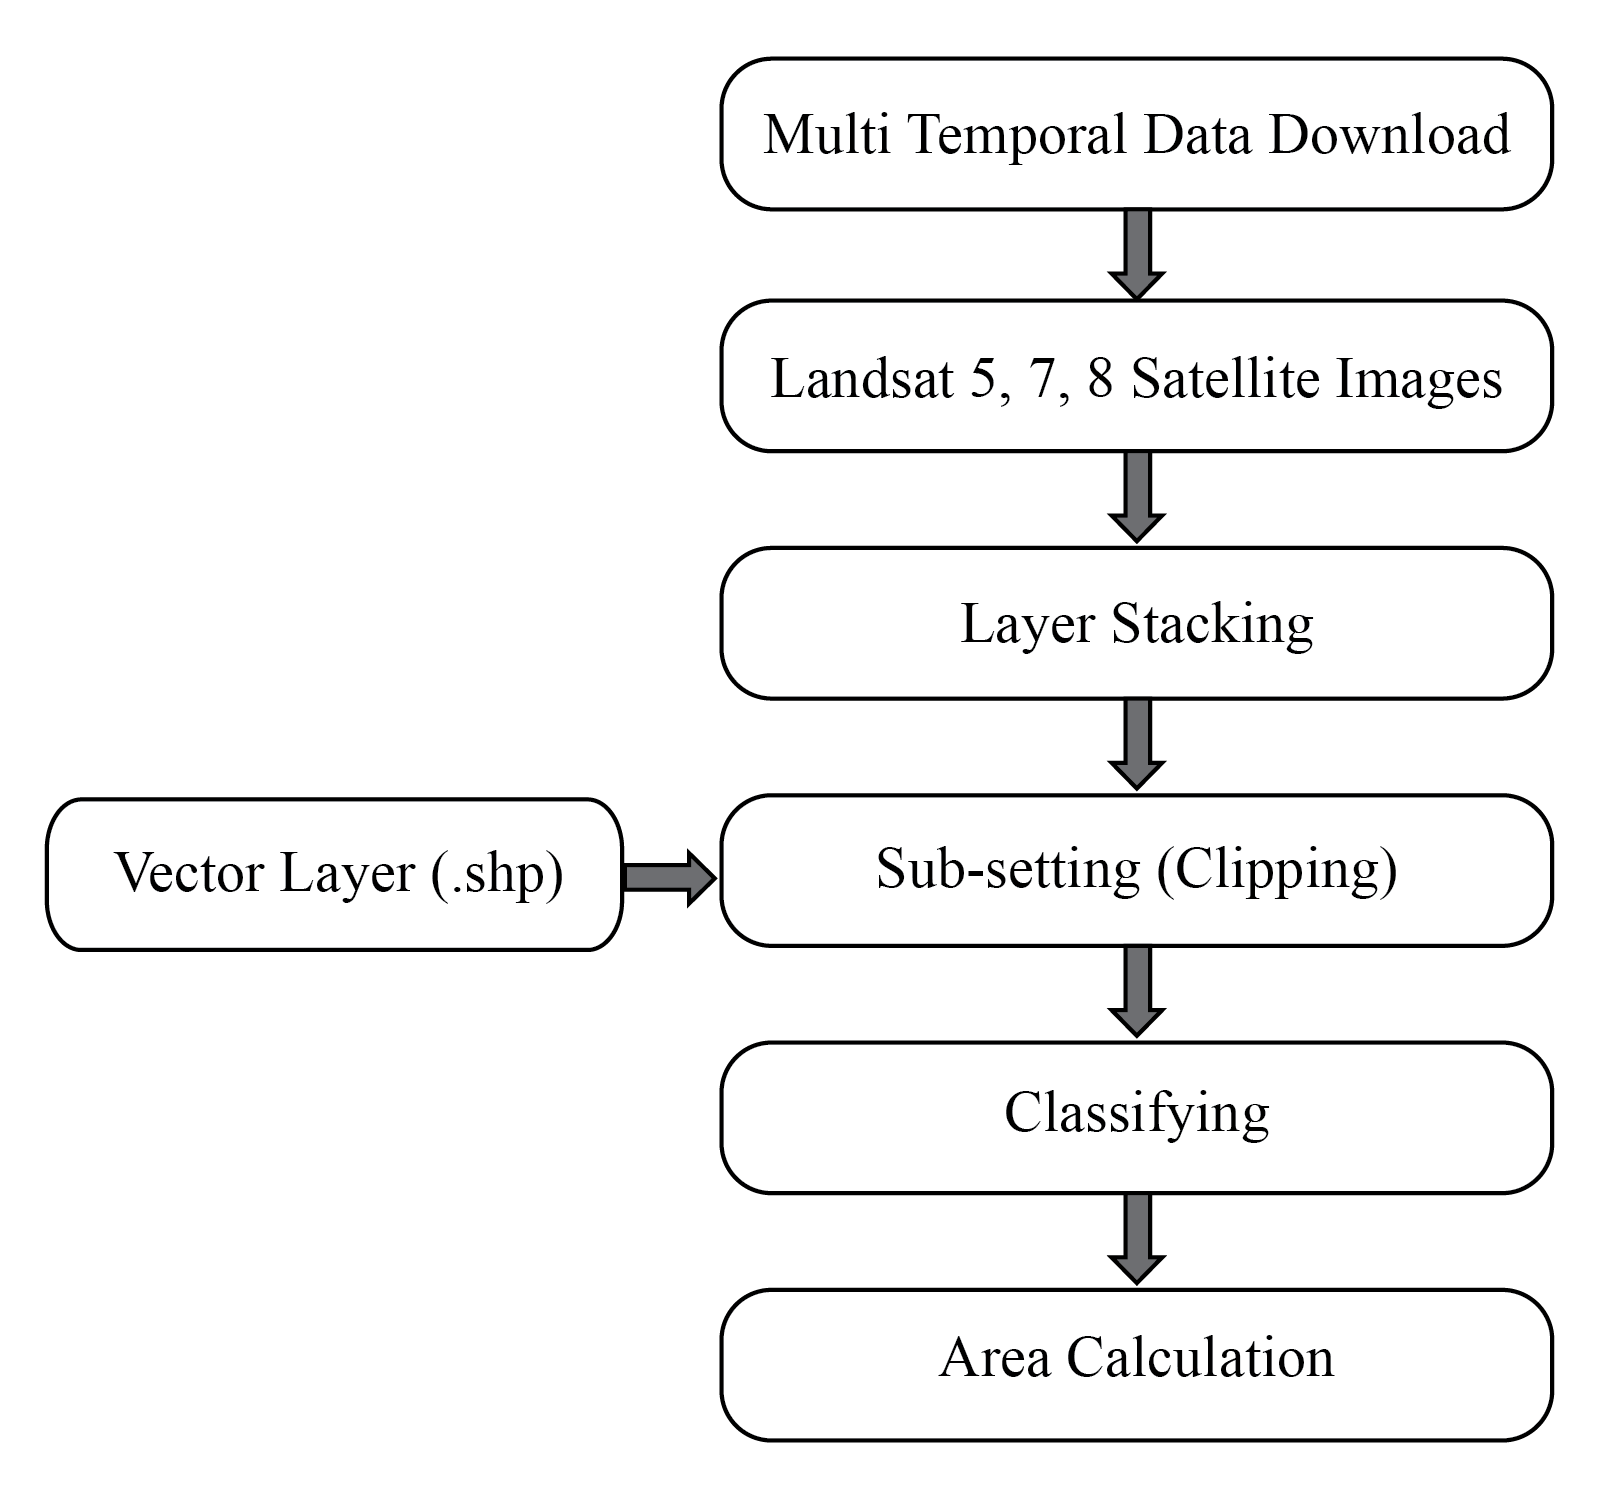 Multi Temporal Data Download
Landsat 5, 7, 8 Satellite Images
Layer Stacking
Vector Layer (.shp)
Sub-setting (Clipping)
Classifying
Area Calculation